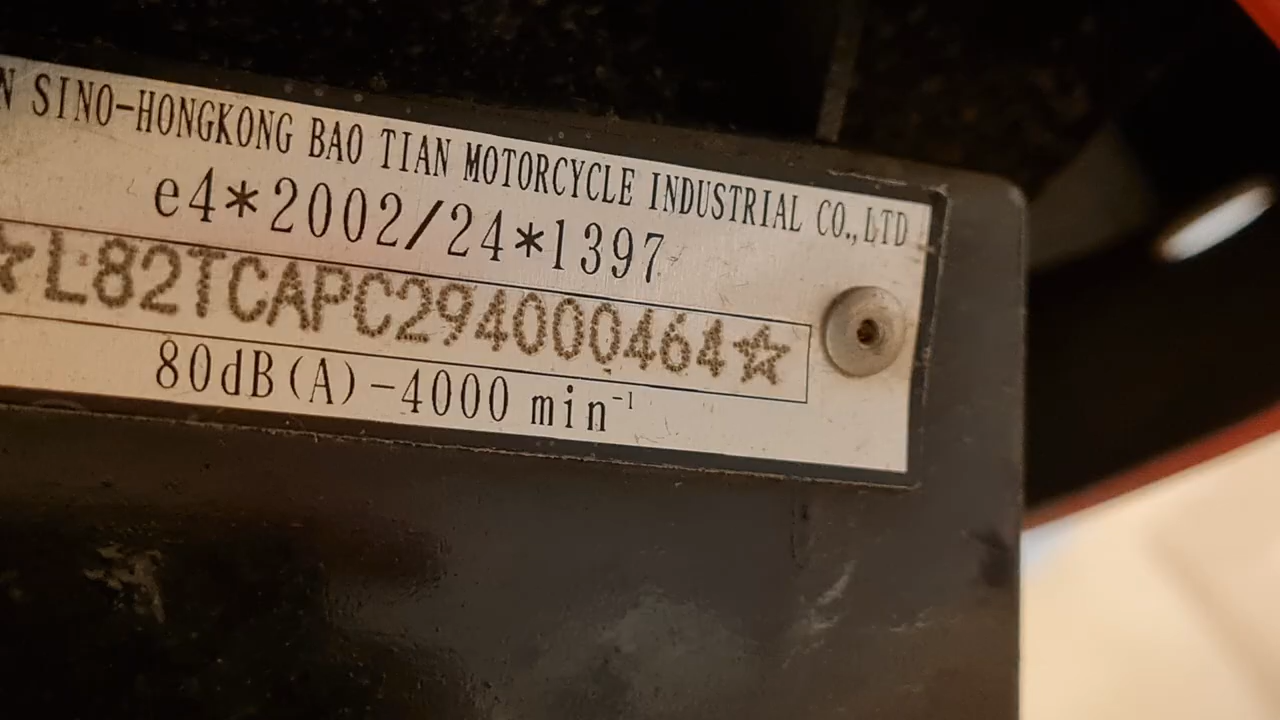 N SINO-HONGKONG BAO TIAN MOTORCYCLE INDUSTRIAL CO.,LTD
e4*2002/24*1397
☆L82TCAPC294000464☆
80dB(A)-4000 min⁻¹